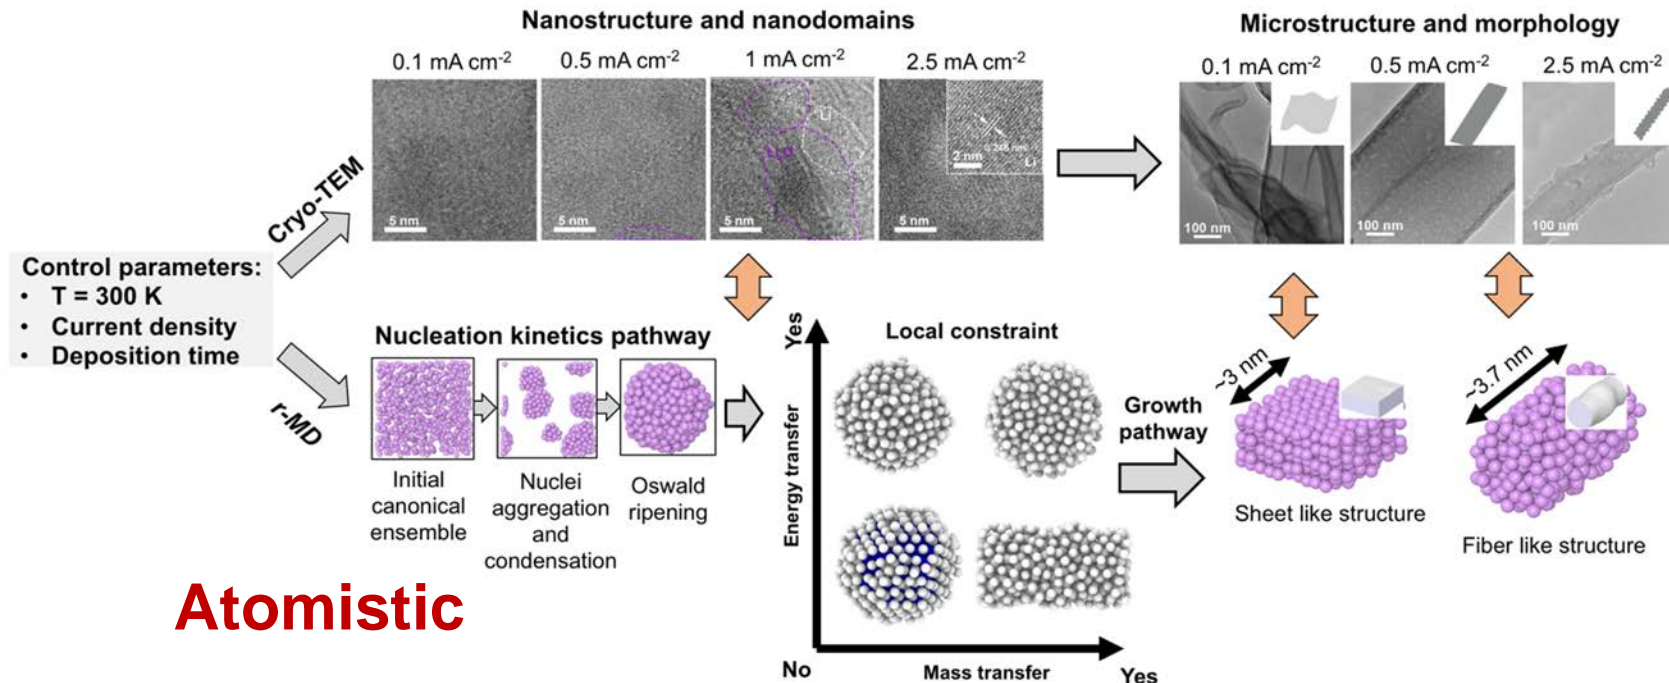 Nanostructure and nanodomains
0.1 mA cm-2
0.5 mA cm-2
1 mA cm-2
2.5 mA cm-2
5 nm
5 nm
Li
5 nm
0.246 nm
2 nm
Li
5 nm
Microstructure and morphology
0.1 mA cm-2
0.5 mA cm-2
2.5 mA cm-2
100 nm
100 nm
100 nm
Cryo-TEM
Control parameters:
• T = 300 K
• Current density
• Deposition time
r-MD
Nucleation kinetics pathway
Initial
canonical
ensemble
Nuclei
aggregation
and
condensation
Oswald
ripening
Atomistic
Yes
Energy transfer
No
Mass transfer
Yes
Local constraint
Growth
pathway
~3 nm
Sheet like structure
~3.7 nm
Fiber like structure